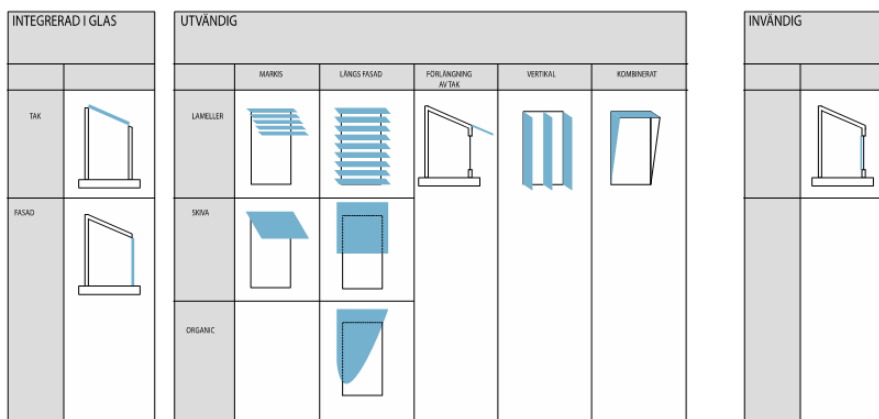 INTEGRERAD I GLAS
UTVÄNDIG
INVÄNDIG
MARKIS
LÄNGS FASAD
FÖRLÄNGNING
AV TAK
VERTIKAL
KOMBINERAT
TAK
LAMELLER
FASAD
SKIVA
ORGANIC